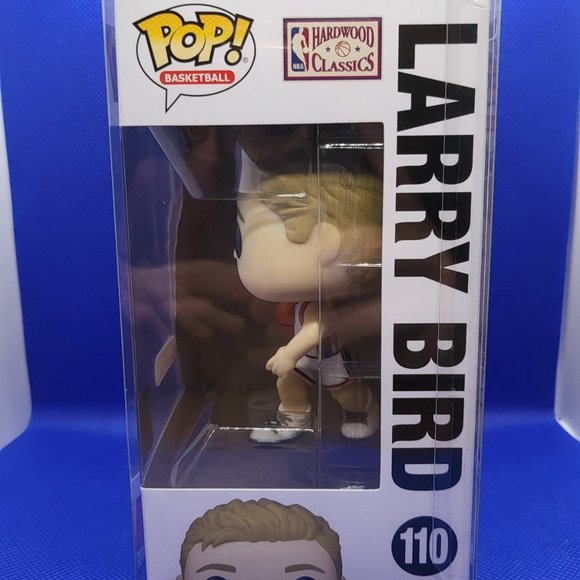 POP!
BASKETBALL
NBA
HARDWOOD
CLASSICS
LARRY BIRD
110